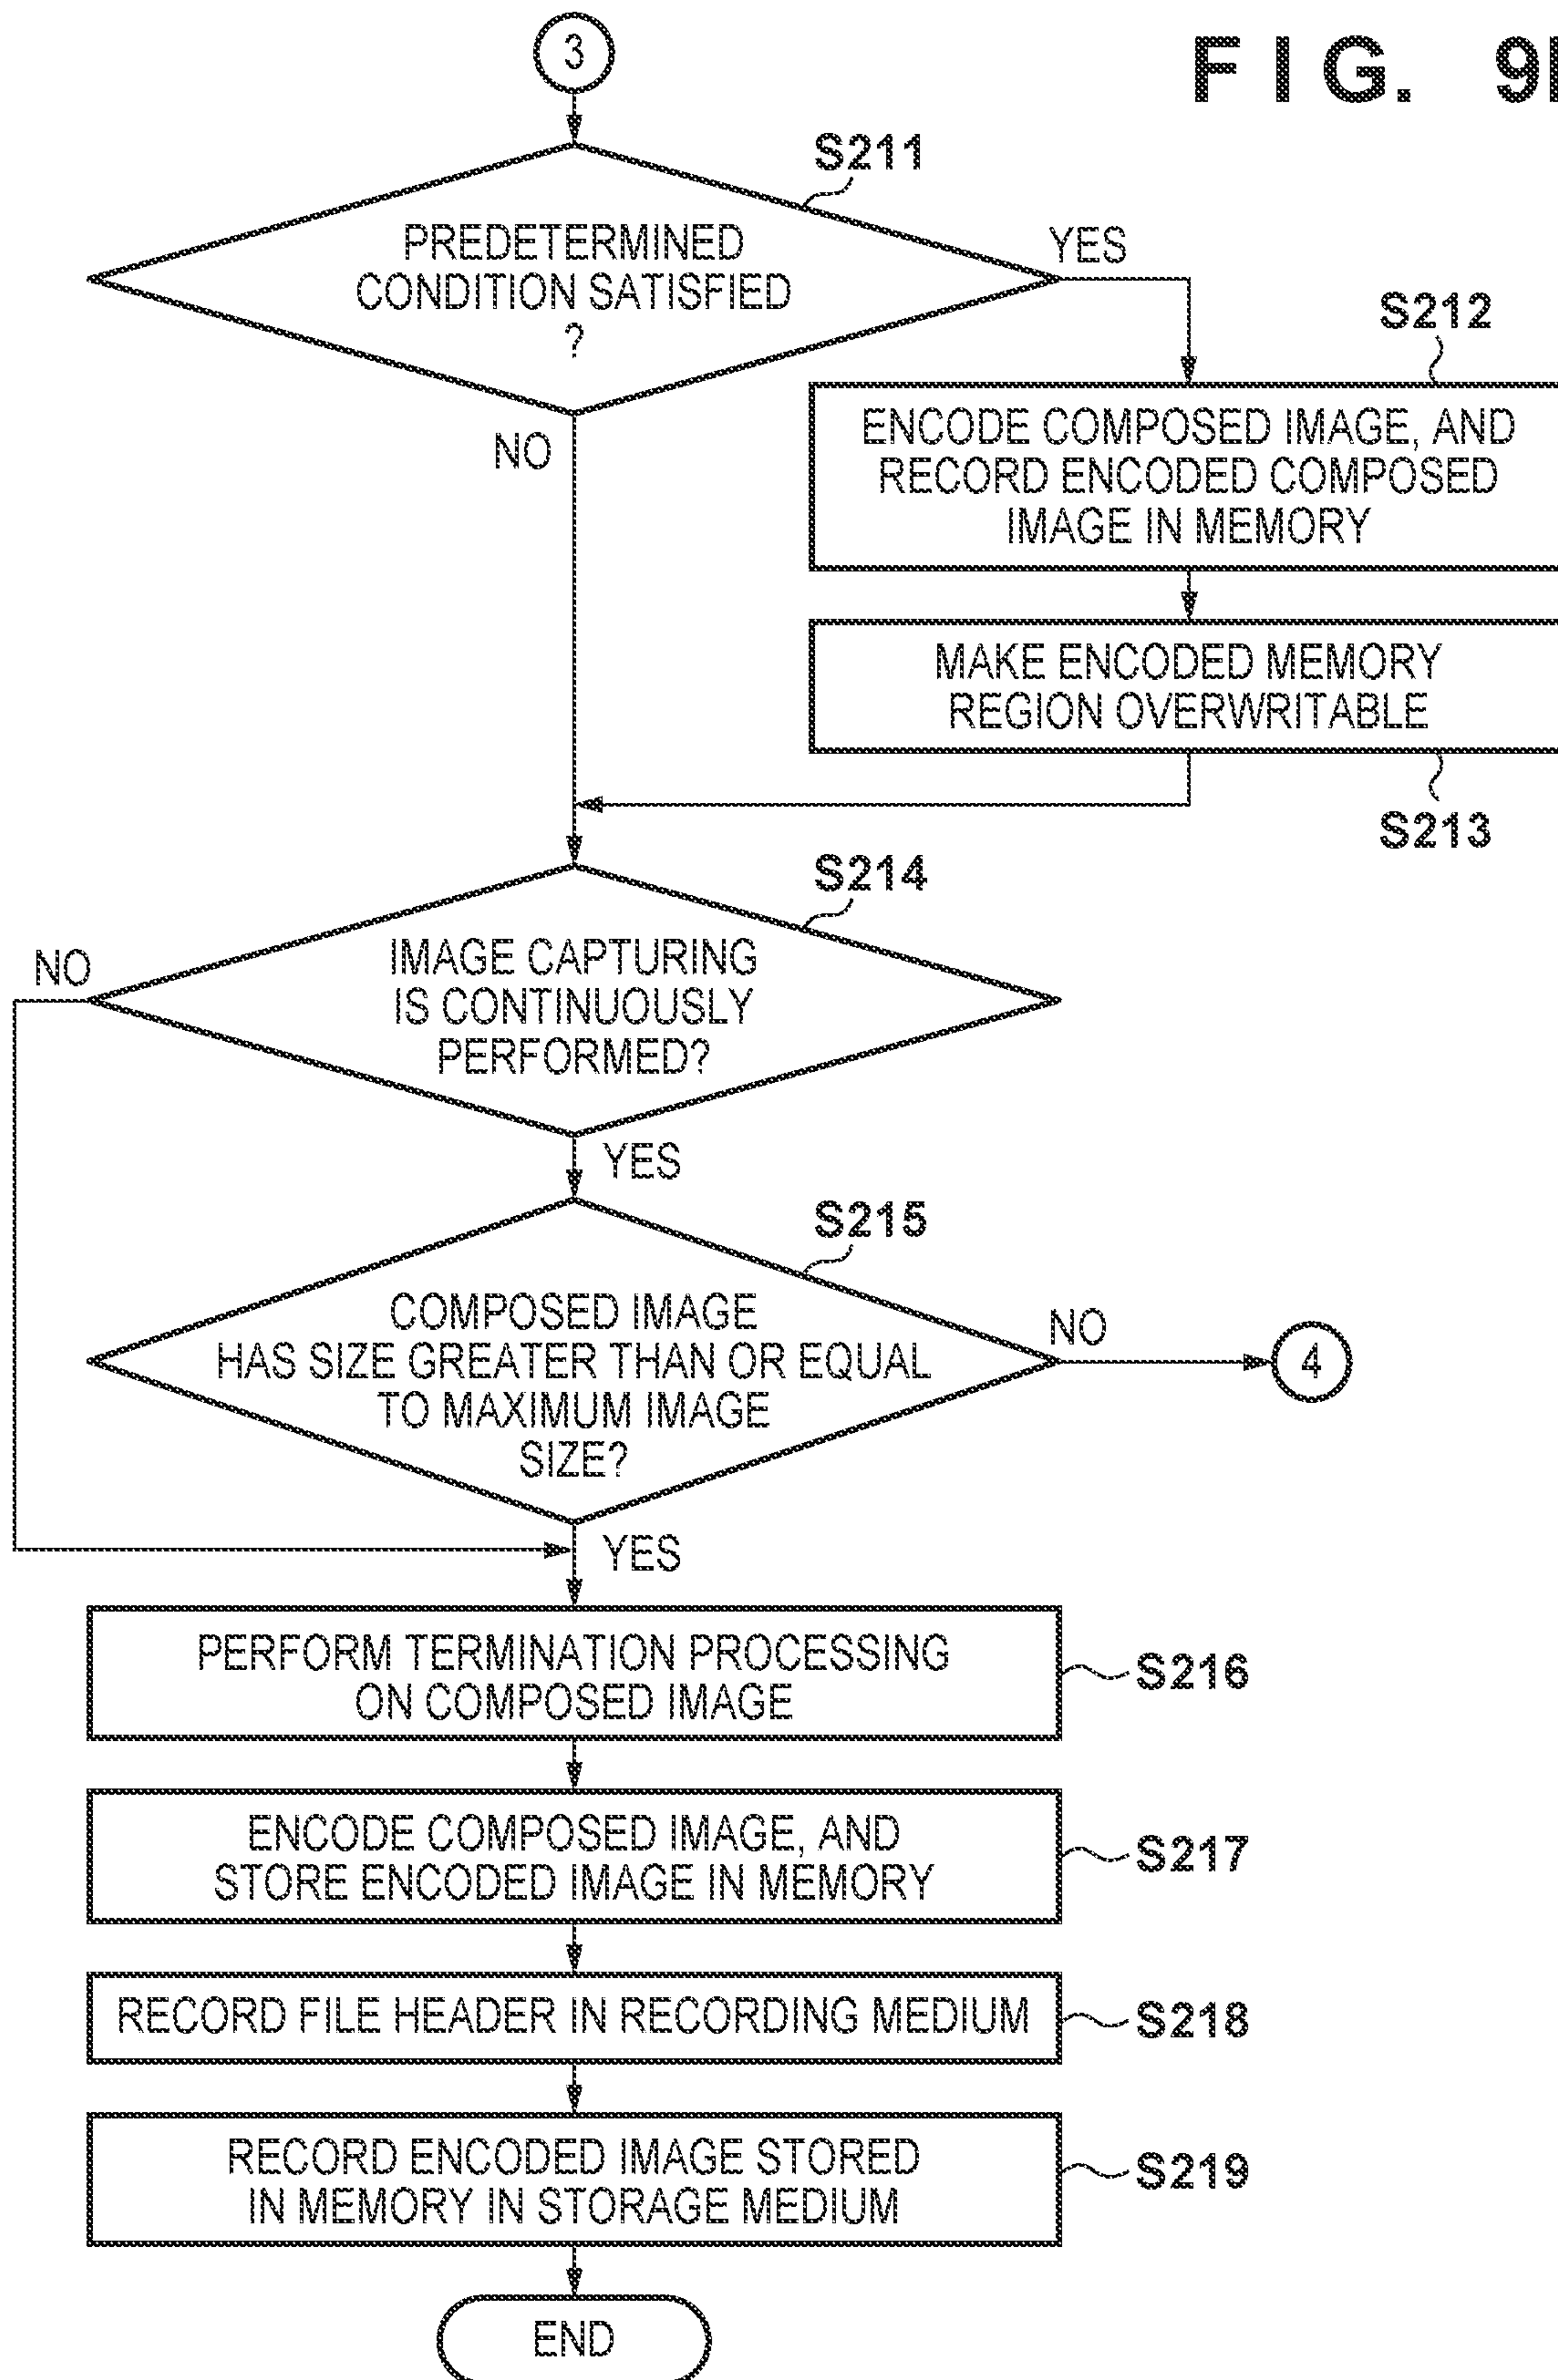 3
FIG. 9
S211
PREDETERMINED
CONDITION SATISFIED
?
YES
NO
S212
ENCODE COMPOSED IMAGE, AND
RECORD ENCODED COMPOSED
IMAGE IN MEMORY
MAKE ENCODED MEMORY
REGION OVERWRITABLE
S213
S214
NO
IMAGE CAPTURING
IS CONTINUOUSLY
PERFORMED?
YES
S215
COMPOSED IMAGE
HAS SIZE GREATER THAN OR EQUAL
TO MAXIMUM IMAGE
SIZE?
NO
4
YES
PERFORM TERMINATION PROCESSING
ON COMPOSED IMAGE
S216
ENCODE COMPOSED IMAGE, AND
STORE ENCODED IMAGE IN MEMORY
S217
RECORD FILE HEADER IN RECORDING MEDIUM
S218
RECORD ENCODED IMAGE STORED
IN MEMORY IN STORAGE MEDIUM
S219
END